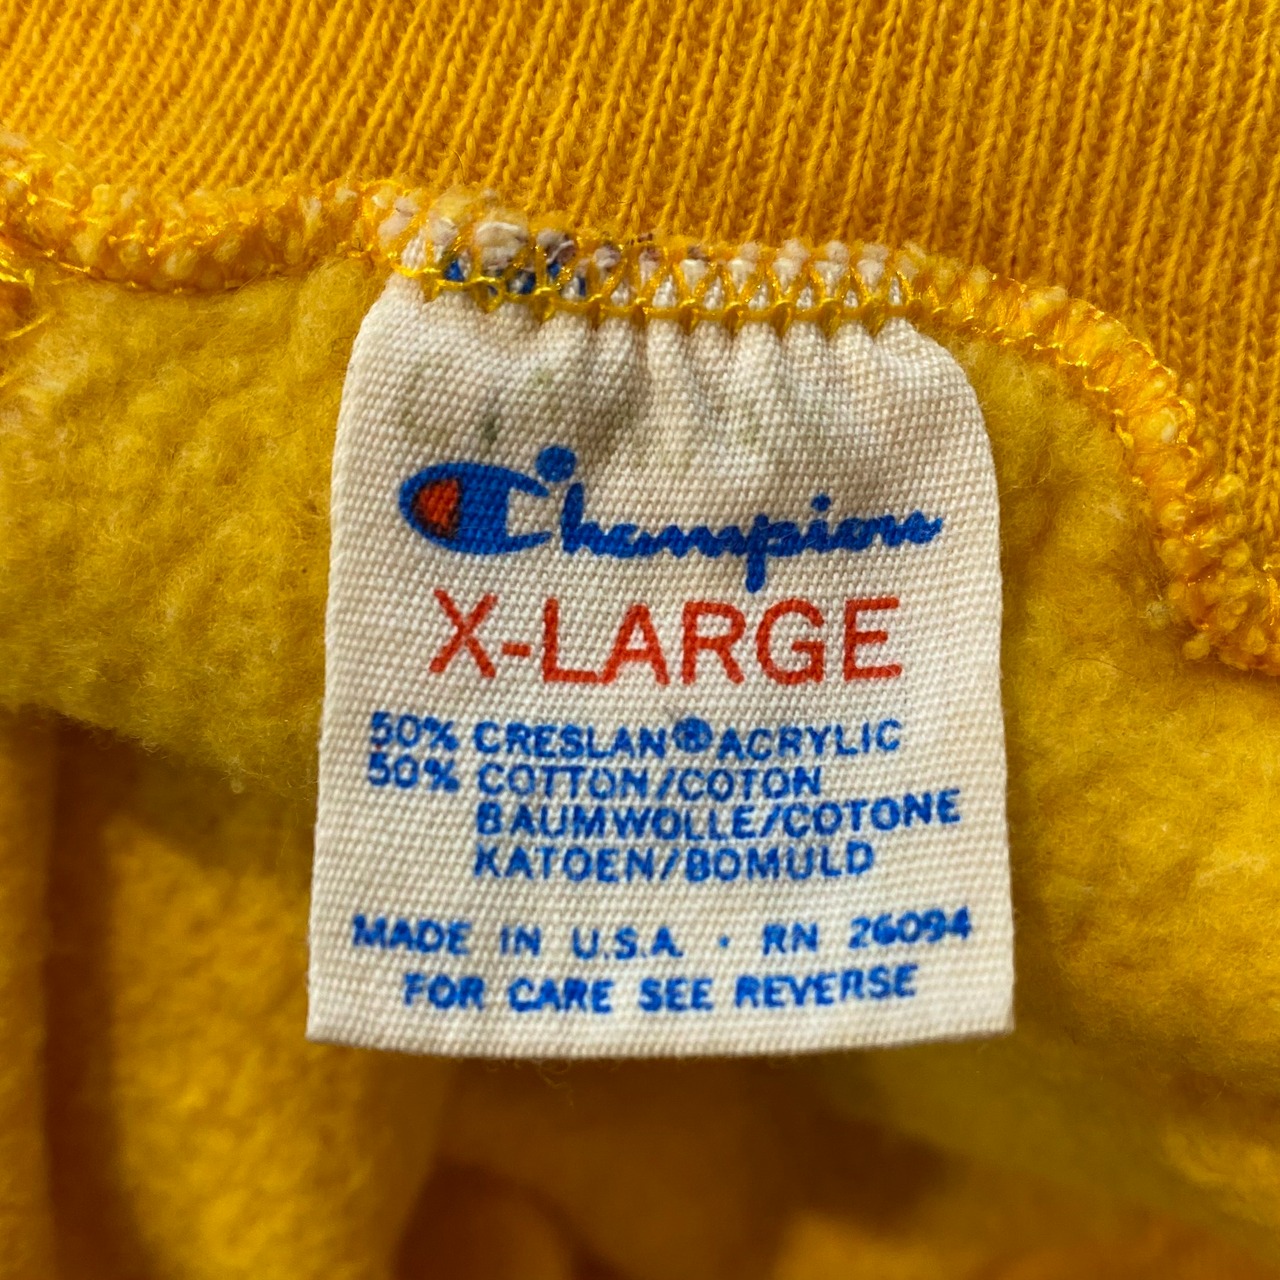 Champion
X-LARGE
50% CRESLAN® ACRYLIC
50% COTTON/COTON
BAUMWOLLE/COTONE
KATOEN/BOMULD
MADE IN U.S.A. · RN 26094
FOR CARE SEE REVERSE